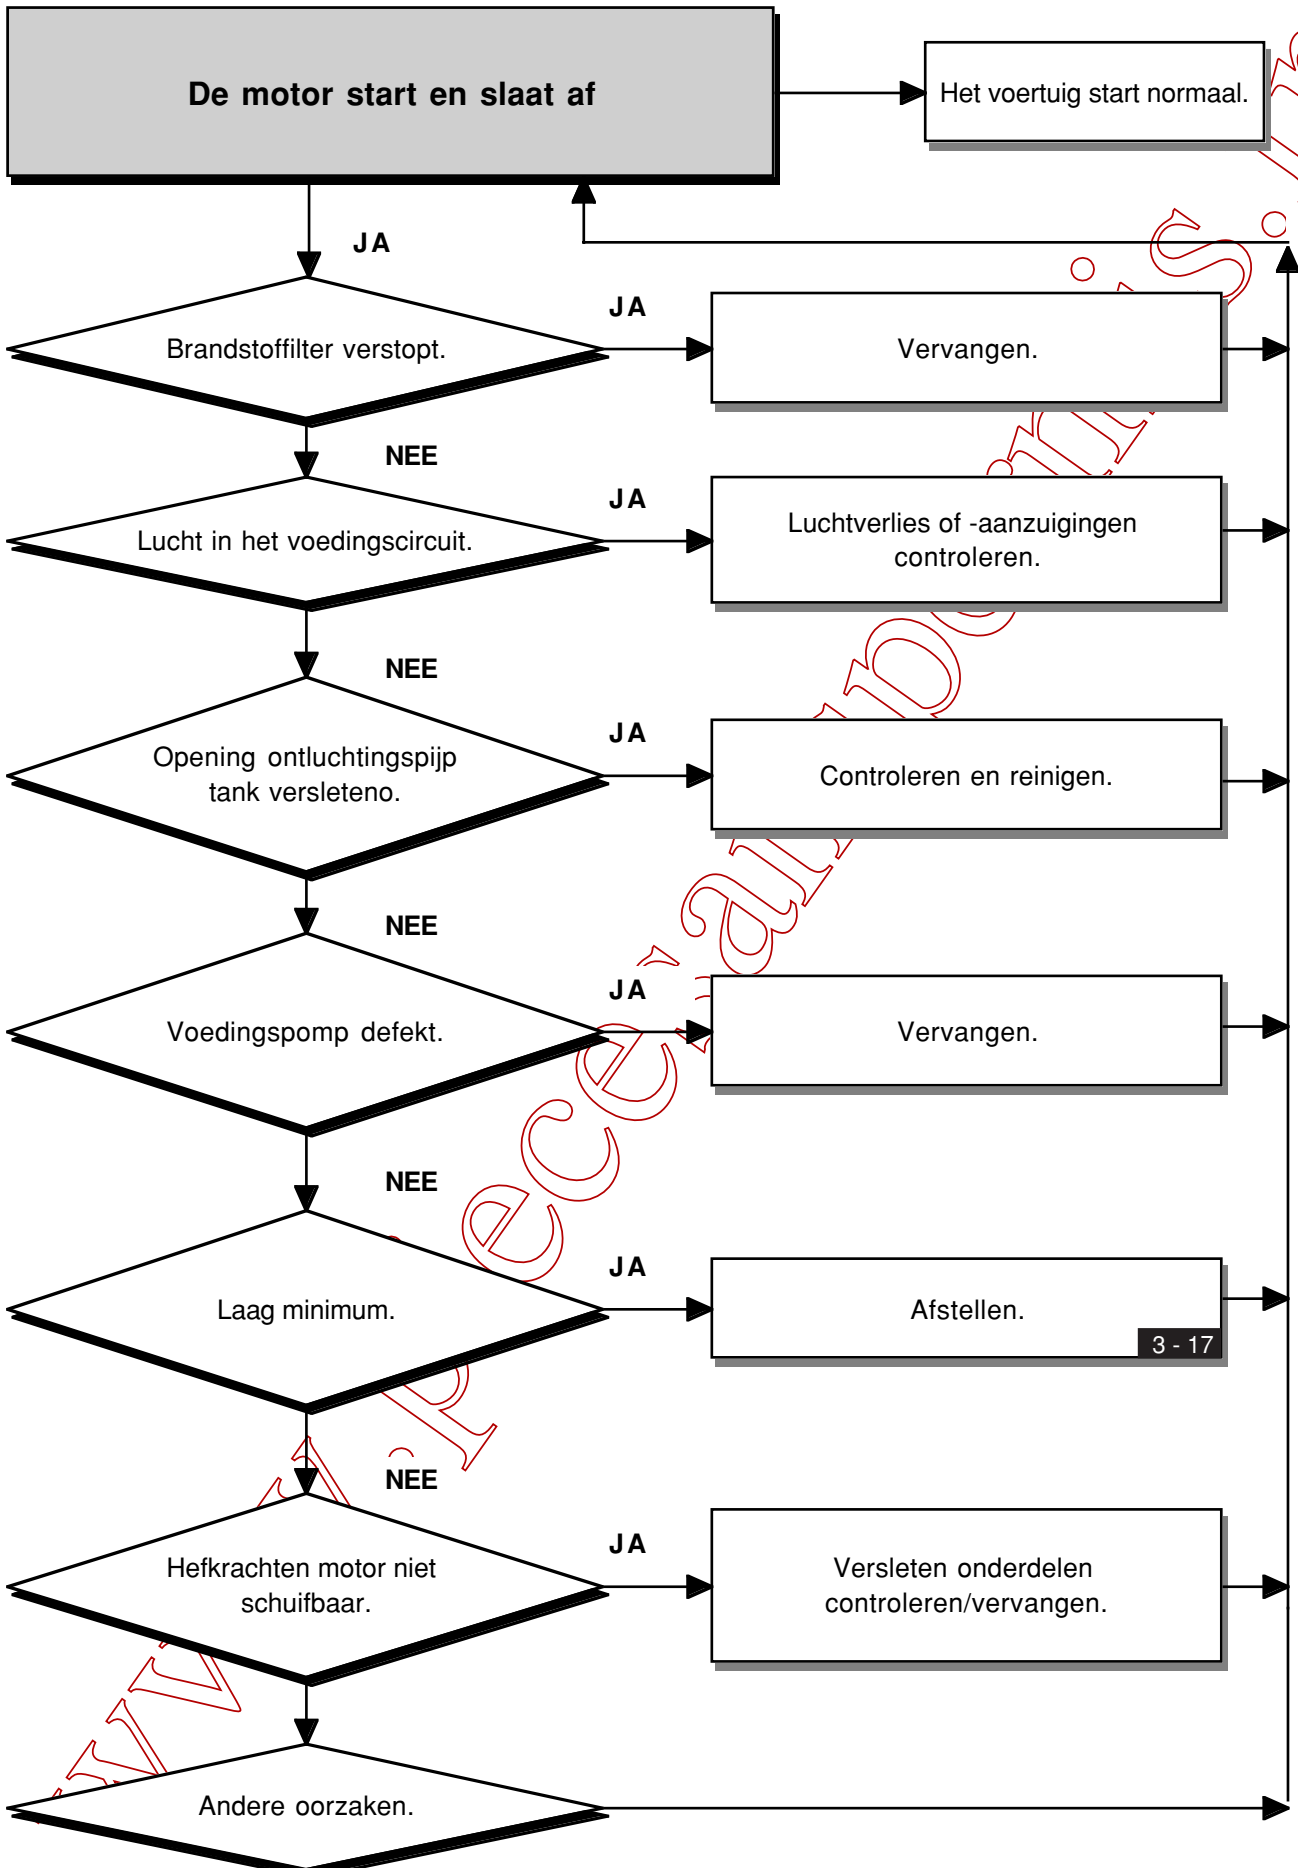 De motor start en slaat af
Het voertuig start normaal.
JA
Brandstoffilter verstopt.
JA
Vervangen.
NEE
Lucht in het voedingscircuit.
JA
Luchtverlies of -aanzuigingen
controleren.
NEE
Opening ontluchtingspijp
tank versleteno.
JA
Controleren en reinigen.
NEE
Voedingspomp defekt.
JA
Vervangen.
NEE
Laag minimum.
JA
Afstellen.
3 - 17
NEE
Hefkrachten motor niet
schuifbaar.
JA
Versleten onderdelen
controleren/vervangen.
Andere oorzaken.